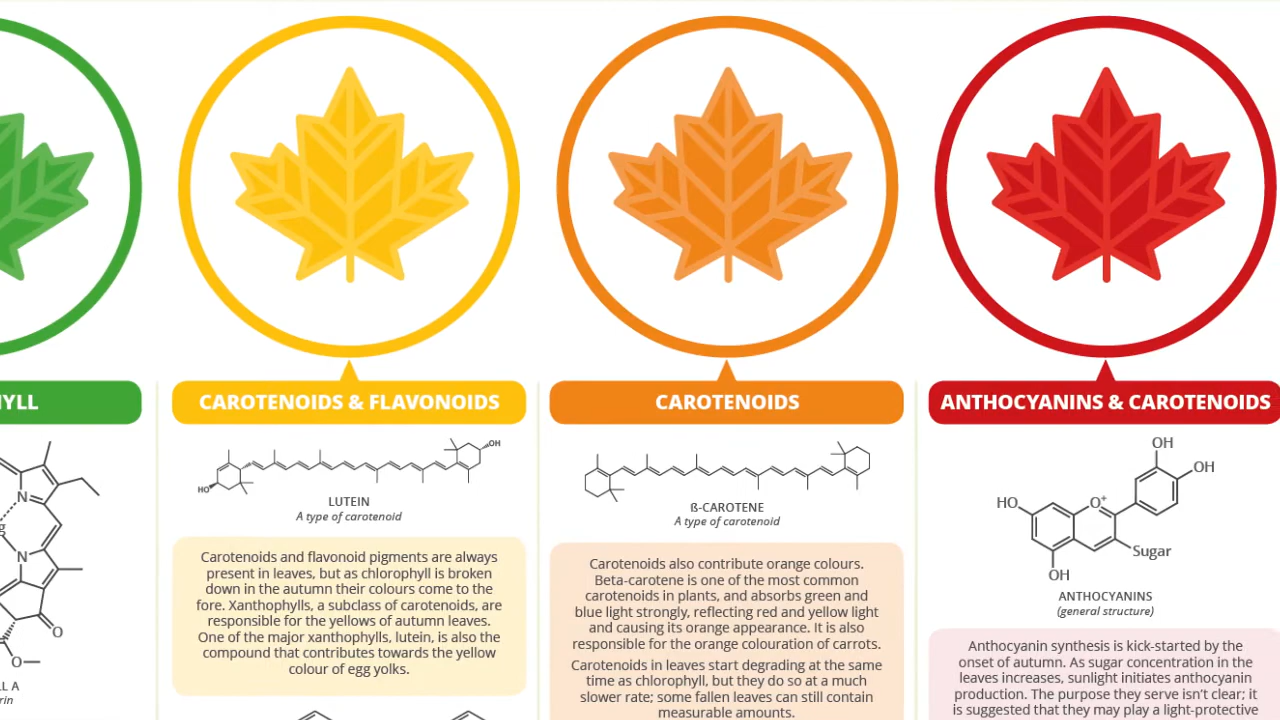 HYLL
N
g
N
O
O
LL A
rin
CAROTENOIDS & FLAVONOIDS
OH
HO
LUTEIN
A type of carotenoid
Carotenoids and flavonoid pigments are always
present in leaves, but as chlorophyll is broken
down in the autumn their colours come to the
fore. Xanthophylls, a subclass of carotenoids, are
responsible for the yellows of autumn leaves.
One of the major xanthophylls, lutein, is also the
compound that contributes towards the yellow
colour of egg yolks.
CAROTENOIDS
ß-CAROTENE
A type of carotenoid
Carotenoids also contribute orange colours.
Beta-carotene is one of the most common
carotenoids in plants, and absorbs green and
blue light strongly, reflecting red and yellow light
and causing its orange appearance. It is also
responsible for the orange colouration of carrots.
Carotenoids in leaves start degrading at the same
time as chlorophyll, but they do so at a much
slower rate; some fallen leaves can still contain
measurable amounts.
ANTHOCYANINS & CAROTENOIDS
OH
OH
HO
O+
Sugar
OH
ANTHOCYANINS
(general structure)
Anthocyanin synthesis is kick-started by the
onset of autumn. As sugar concentration in the
leaves increases, sunlight initiates anthocyanin
production. The purpose they serve isn't clear; it
is suggested that they may play a light-protective